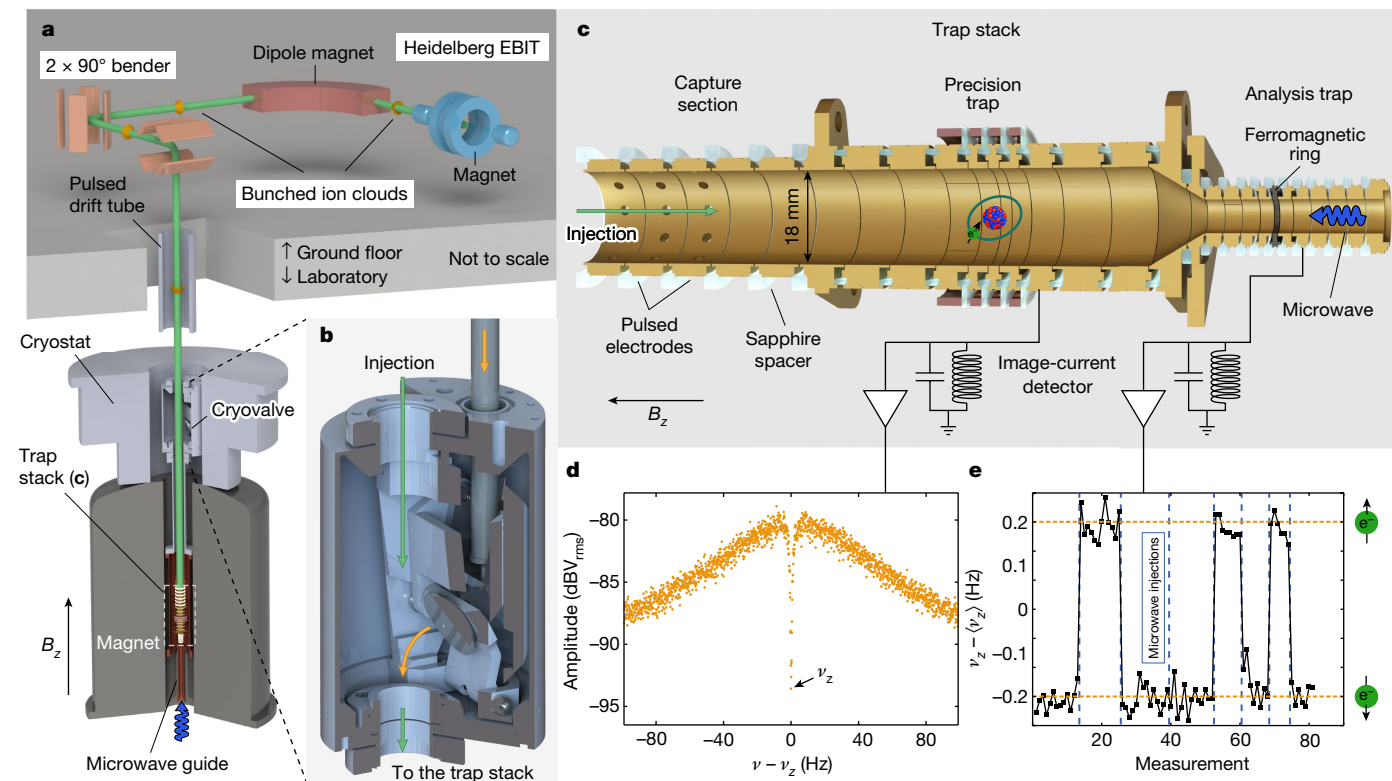 a
2 × 90° bender
Dipole magnet
Heidelberg EBIT
Magnet
Bunched ion clouds
Pulsed
drift tube
↑ Ground floor
↓ Laboratory
Not to scale
Cryostat
Cryovalve
Trap
stack (c)
Magnet
B_z
Microwave guide
b
Injection
To the trap stack
c
Trap stack
Capture
section
Precision
trap
Analysis trap
Ferromagnetic
ring
Injection
18 mm
e⁻
Pulsed
electrodes
Sapphire
spacer
Microwave
Image-current
detector
B_z
d
Amplitude (dBV_rms)
−80
−85
−90
−95
ν_z
−80 −40 0 40 80
ν − ν_z (Hz)
e
ν_z − ⟨ν_z⟩ (Hz)
0.2
0.1
0
−0.1
−0.2
Microwave injections
e⁻
e⁻
20 40 60 80
Measurement